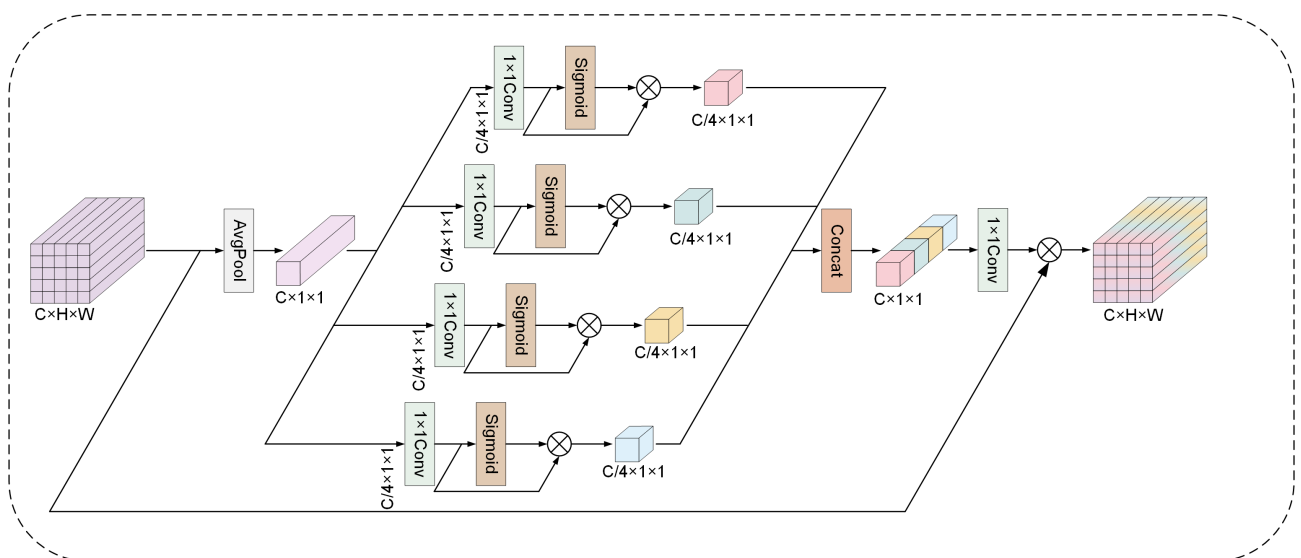 C×H×W
AvgPool
C×1×1
C/4×1×1
1×1Conv
Sigmoid
C/4×1×1
C/4×1×1
1×1Conv
Sigmoid
C/4×1×1
C/4×1×1
1×1Conv
Sigmoid
C/4×1×1
C/4×1×1
1×1Conv
Sigmoid
C/4×1×1
Concat
C×1×1
1×1Conv
C×H×W